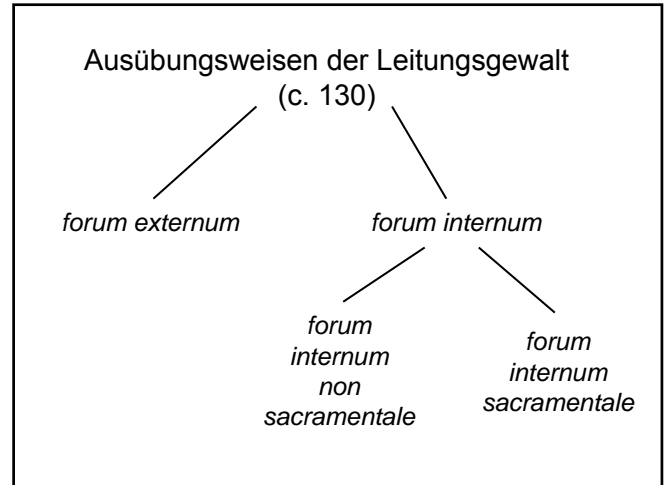 Ausübungsweisen der Leitungsgewalt
(c. 130)
forum externum
forum internum
forum
internum
non
sacramentale
forum
internum
sacramentale